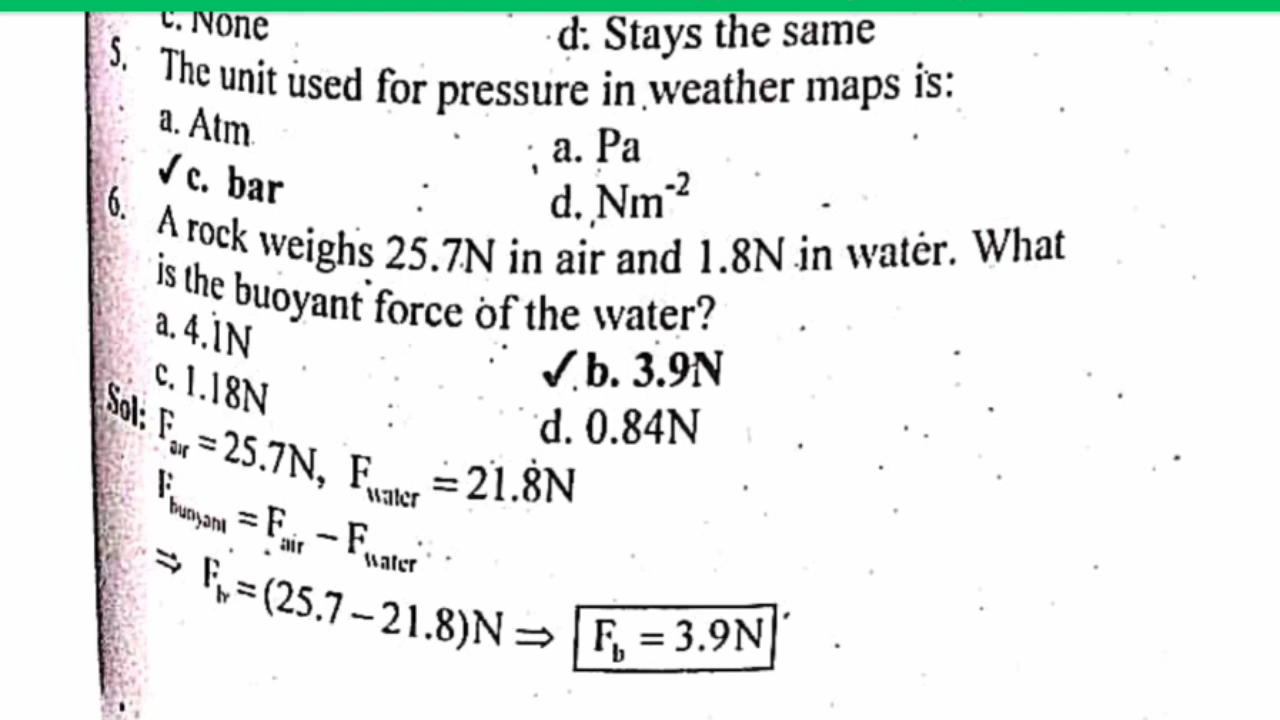 c. None d. Stays the same
5. The unit used for pressure in weather maps is:
a. Atm a. Pa
✓c. bar d. Nm⁻²
6. A rock weighs 25.7N in air and 1.8N in water. What
is the buoyant force of the water?
a. 4.1N ✓b. 3.9N
c. 1.18N d. 0.84N
Sol: F_air = 25.7N, F_water = 21.8N
F_buoyant = F_air − F_water
⇒ F_b = (25.7 − 21.8)N ⇒ F_b = 3.9N